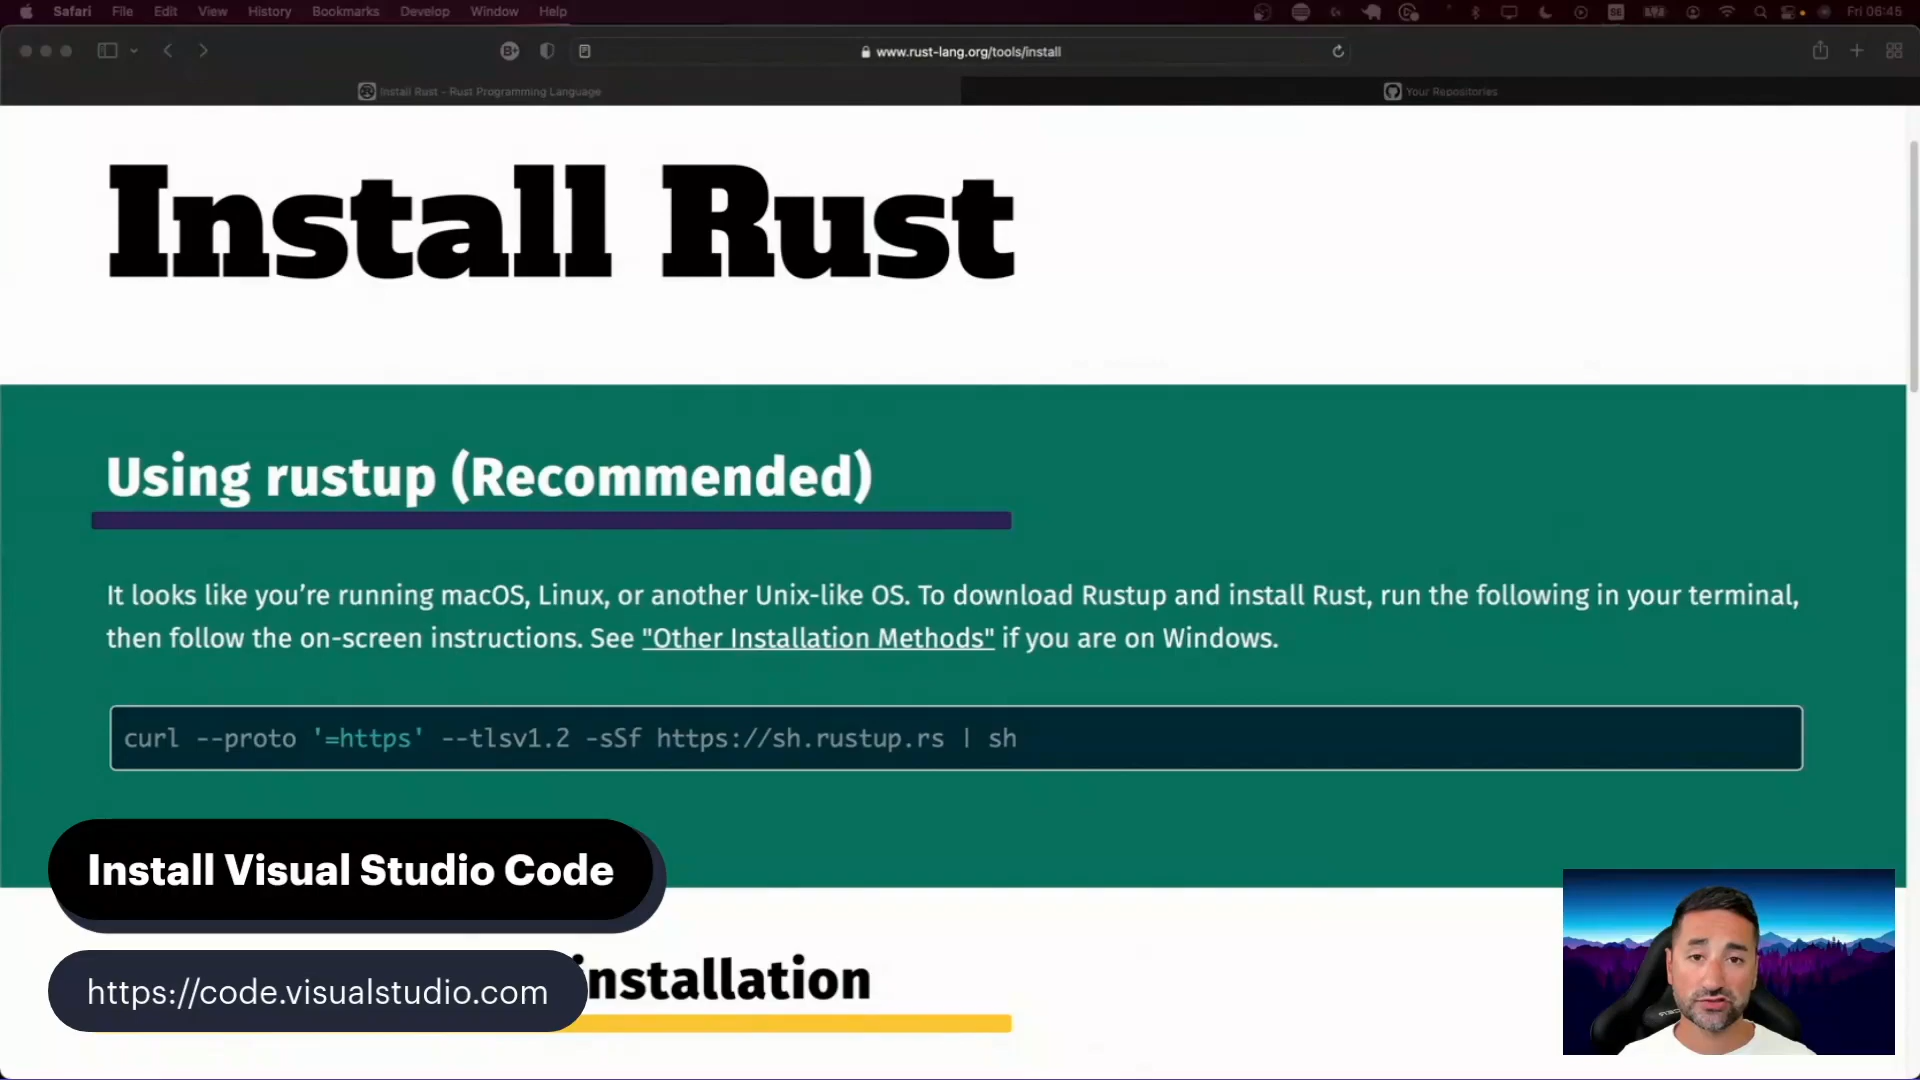 Safari File Edit View History Bookmarks Develop Window Help
Fri 06:45
www.rust-lang.org/tools/install
Install Rust - Rust Programming Language
Your Repositories
Install Rust
Using rustup (Recommended)
It looks like you’re running macOS, Linux, or another Unix-like OS. To download Rustup and install Rust, run the following in your terminal,
then follow the on-screen instructions. See "Other Installation Methods" if you are on Windows.
curl --proto '=https' --tlsv1.2 -sSf https://sh.rustup.rs | sh
Install Visual Studio Code
installation
https://code.visualstudio.com